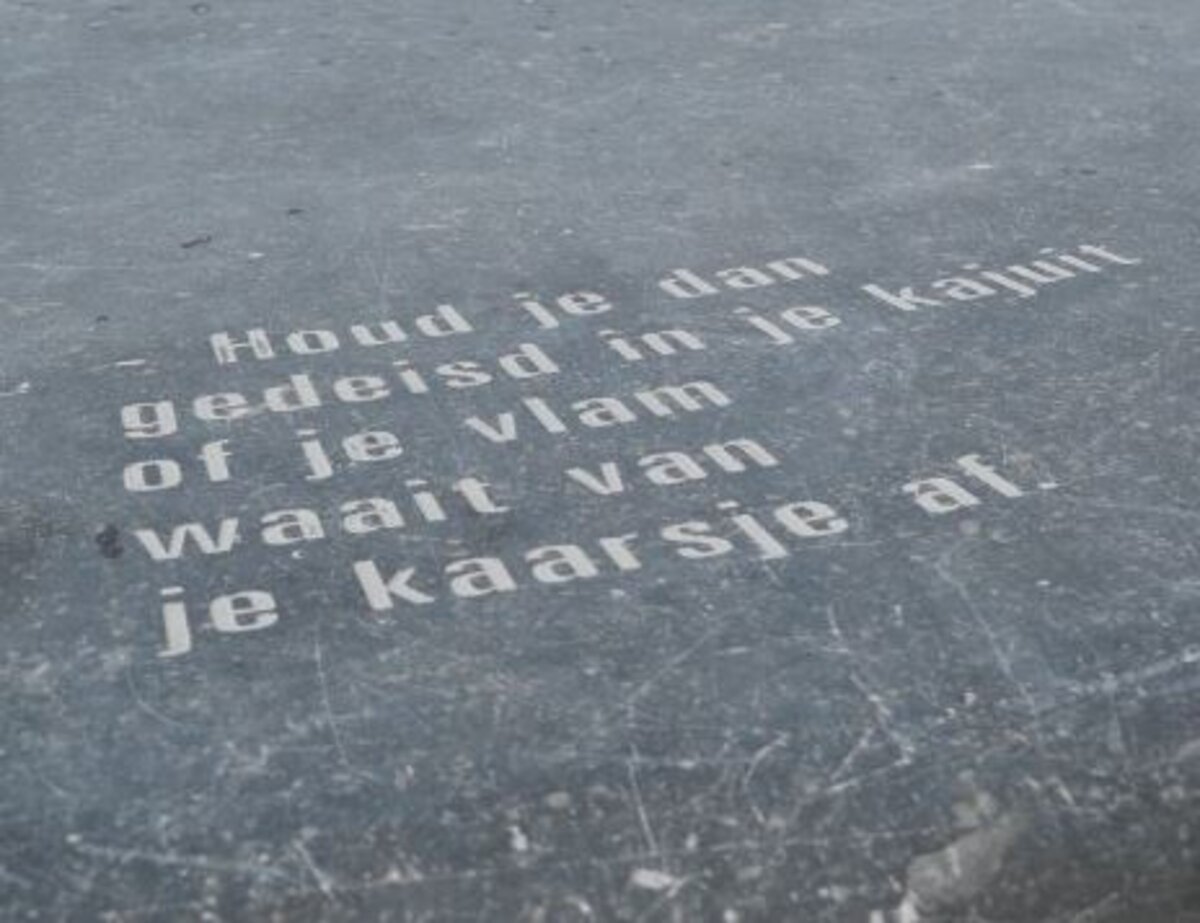 Houd je dan
gedeisd in je kajuit
of je vlam
waait van
je kaarsje af.